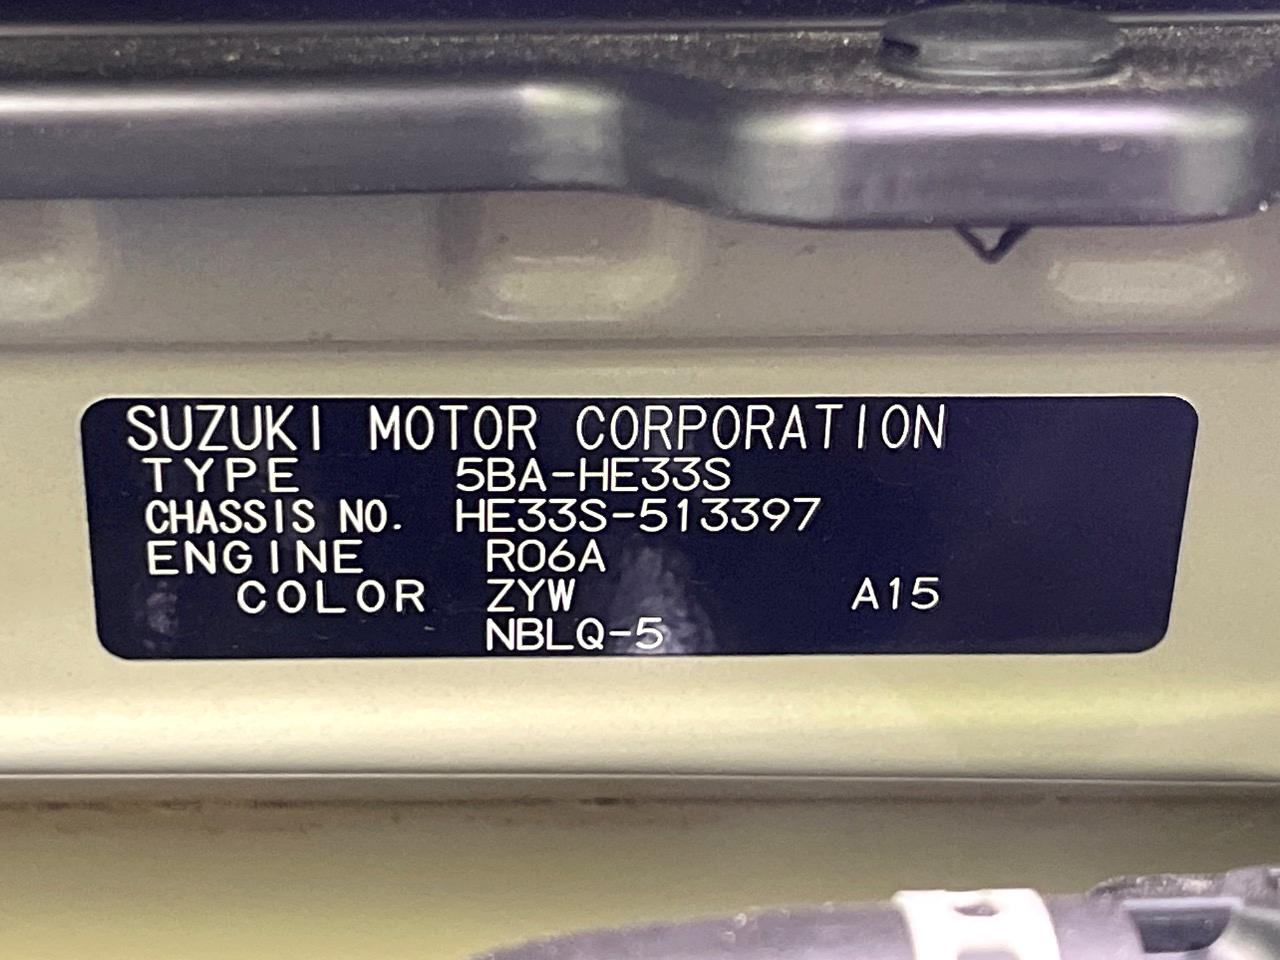 SUZUKI MOTOR CORPORATION
TYPE 5BA-HE33S
CHASSIS NO. HE33S-513397
ENGINE R06A
COLOR ZYW A15
NBLQ-5